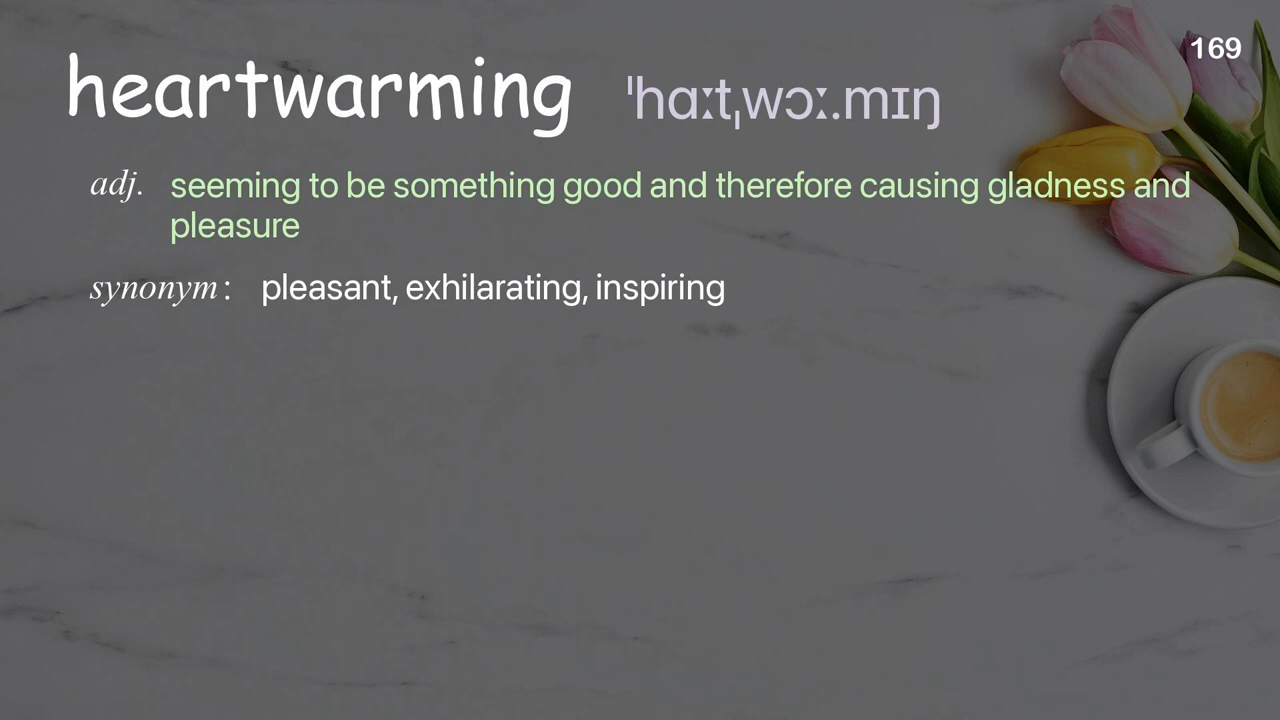 169
heartwarming ˈhɑːtˌwɔː.mɪŋ
adj. seeming to be something good and therefore causing gladness and
pleasure
synonym: pleasant, exhilarating, inspiring